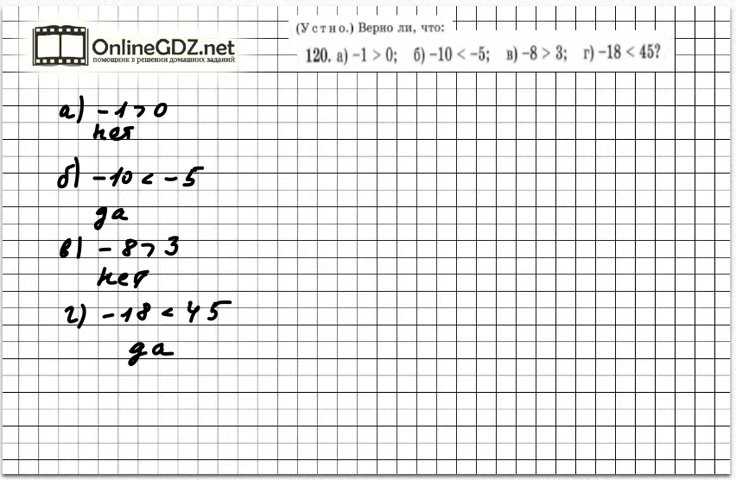 OnlineGDZ.net
помощник в решении домашних заданий
(Устно.) Верно ли, что:
120. а) −1 > 0; б) −10 < −5; в) −8 > 3; г) −18 < 45?
а) −1 > 0
нет
б) −10 < −5
да
в) −8 > 3
нет
г) −18 < 45
да